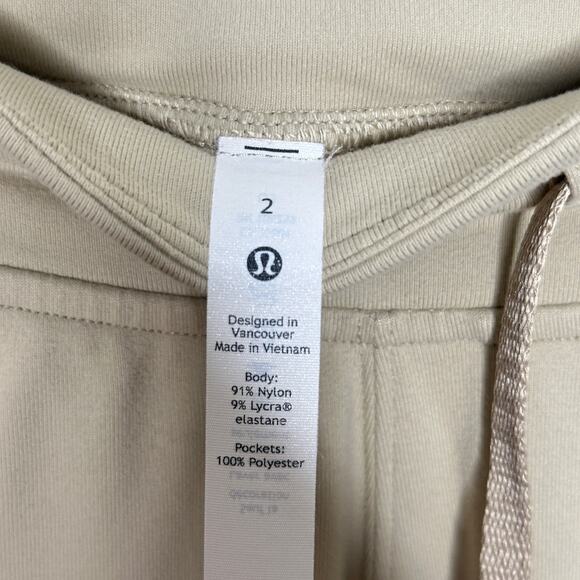 2
Designed in
Vancouver
Made in Vietnam
Body:
91% Nylon
9% Lycra®
elastane
Pockets:
100% Polyester